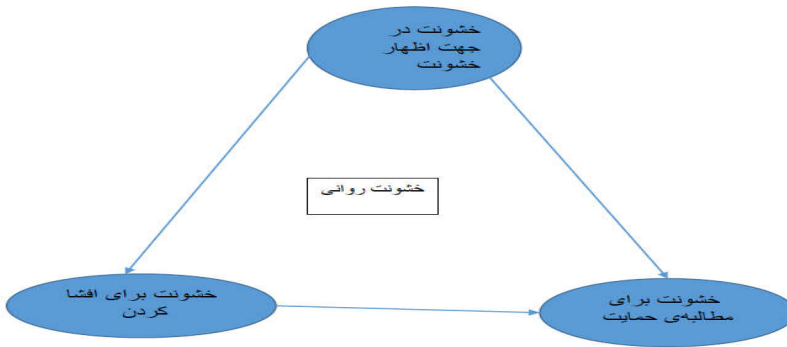 خشونت در
جهت اظهار
خشونت
خشونت روانی
خشونت برای افشا
کردن
خشونت برای
مطالبه‌ی حمایت